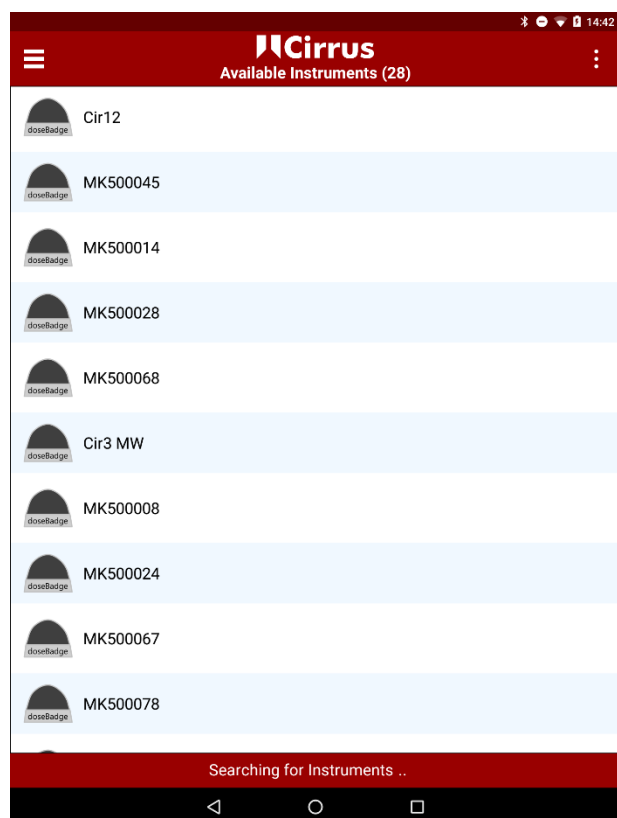 14:42
Cirrus
Available Instruments (28)
doseBadge
Cir12
doseBadge
MK500045
doseBadge
MK500014
doseBadge
MK500028
doseBadge
MK500068
doseBadge
Cir3 MW
doseBadge
MK500008
doseBadge
MK500024
doseBadge
MK500067
doseBadge
MK500078
Searching for Instruments ..